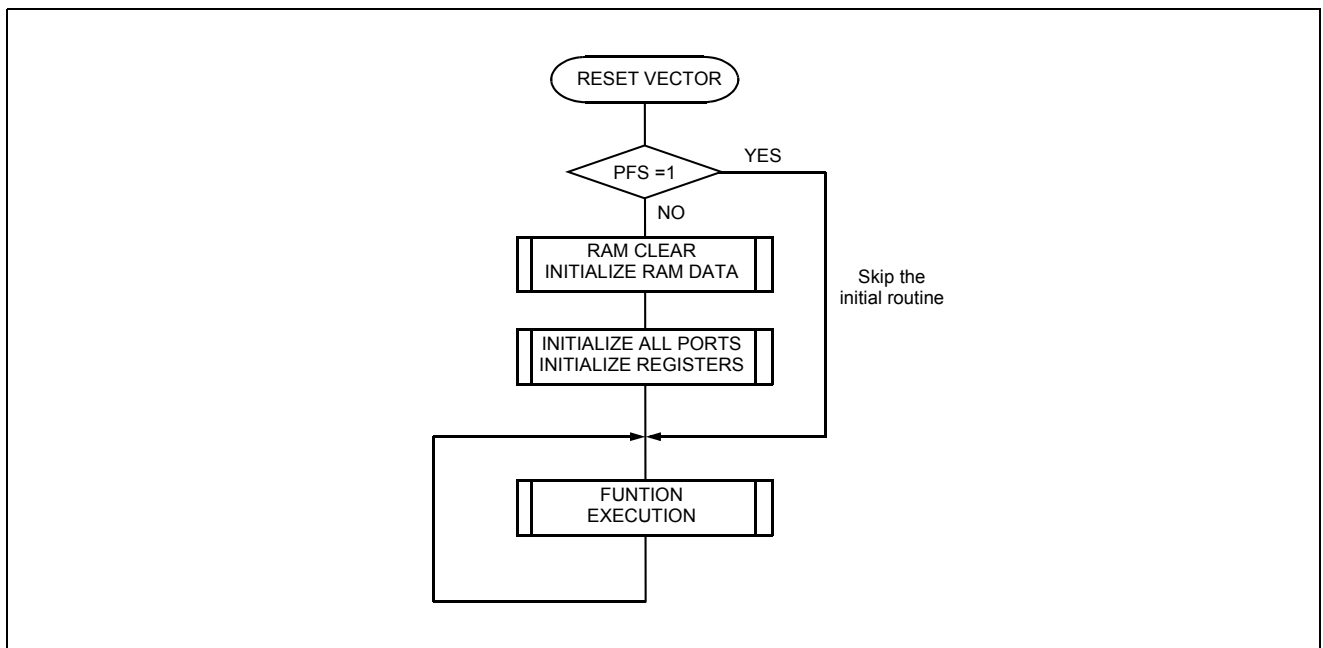 RESET VECTOR
PFS =1
YES
NO
RAM CLEAR
INITIALIZE RAM DATA
Skip the
initial routine
INITIALIZE ALL PORTS
INITIALIZE REGISTERS
FUNTION
EXECUTION